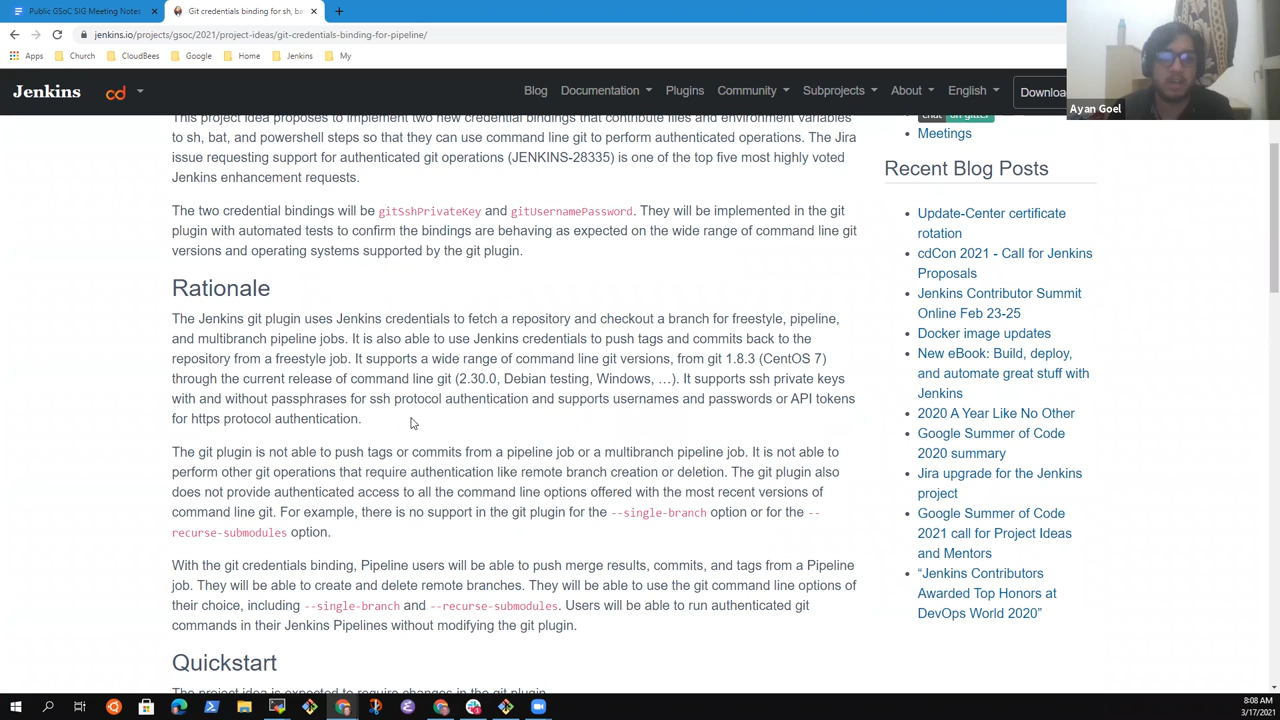 Public GSoC SIG Meeting Notes
Git credentials binding for sh, ba
jenkins.io/projects/gsoc/2021/project-ideas/git-credentials-binding-for-pipeline/
Apps Church CloudBees Google Home Jenkins My
Jenkins cd Blog Documentation Plugins Community Subprojects About English Downloa
Ayan Goel
This project idea proposes to implement two new credential bindings that contribute files and environment variables
to sh, bat, and powershell steps so that they can use command line git to perform authenticated operations. The Jira
issue requesting support for authenticated git operations (JENKINS-28335) is one of the top five most highly voted
Jenkins enhancement requests.
The two credential bindings will be gitSshPrivateKey and gitUsernamePassword. They will be implemented in the git
plugin with automated tests to confirm the bindings are behaving as expected on the wide range of command line git
versions and operating systems supported by the git plugin.
Rationale
The Jenkins git plugin uses Jenkins credentials to fetch a repository and checkout a branch for freestyle, pipeline,
and multibranch pipeline jobs. It is also able to use Jenkins credentials to push tags and commits back to the
repository from a freestyle job. It supports a wide range of command line git versions, from git 1.8.3 (CentOS 7)
through the current release of command line git (2.30.0, Debian testing, Windows, …). It supports ssh private keys
with and without passphrases for ssh protocol authentication and supports usernames and passwords or API tokens
for https protocol authentication.
The git plugin is not able to push tags or commits from a pipeline job or a multibranch pipeline job. It is not able to
perform other git operations that require authentication like remote branch creation or deletion. The git plugin also
does not provide authenticated access to all the command line options offered with the most recent versions of
command line git. For example, there is no support in the git plugin for the --single-branch option or for the --
recurse-submodules option.
With the git credentials binding, Pipeline users will be able to push merge results, commits, and tags from a Pipeline
job. They will be able to create and delete remote branches. They will be able to use the git command line options of
their choice, including --single-branch and --recurse-submodules. Users will be able to run authenticated git
commands in their Jenkins Pipelines without modifying the git plugin.
Quickstart
The project idea is expected to require changes in the git plugin
chat on gitter
Meetings
Recent Blog Posts
Update-Center certificate
rotation
cdCon 2021 - Call for Jenkins
Proposals
Jenkins Contributor Summit
Online Feb 23-25
Docker image updates
New eBook: Build, deploy,
and automate great stuff with
Jenkins
2020 A Year Like No Other
Google Summer of Code
2020 summary
Jira upgrade for the Jenkins
project
Google Summer of Code
2021 call for Project Ideas
and Mentors
“Jenkins Contributors
Awarded Top Honors at
DevOps World 2020”
8:08 AM
3/17/2021